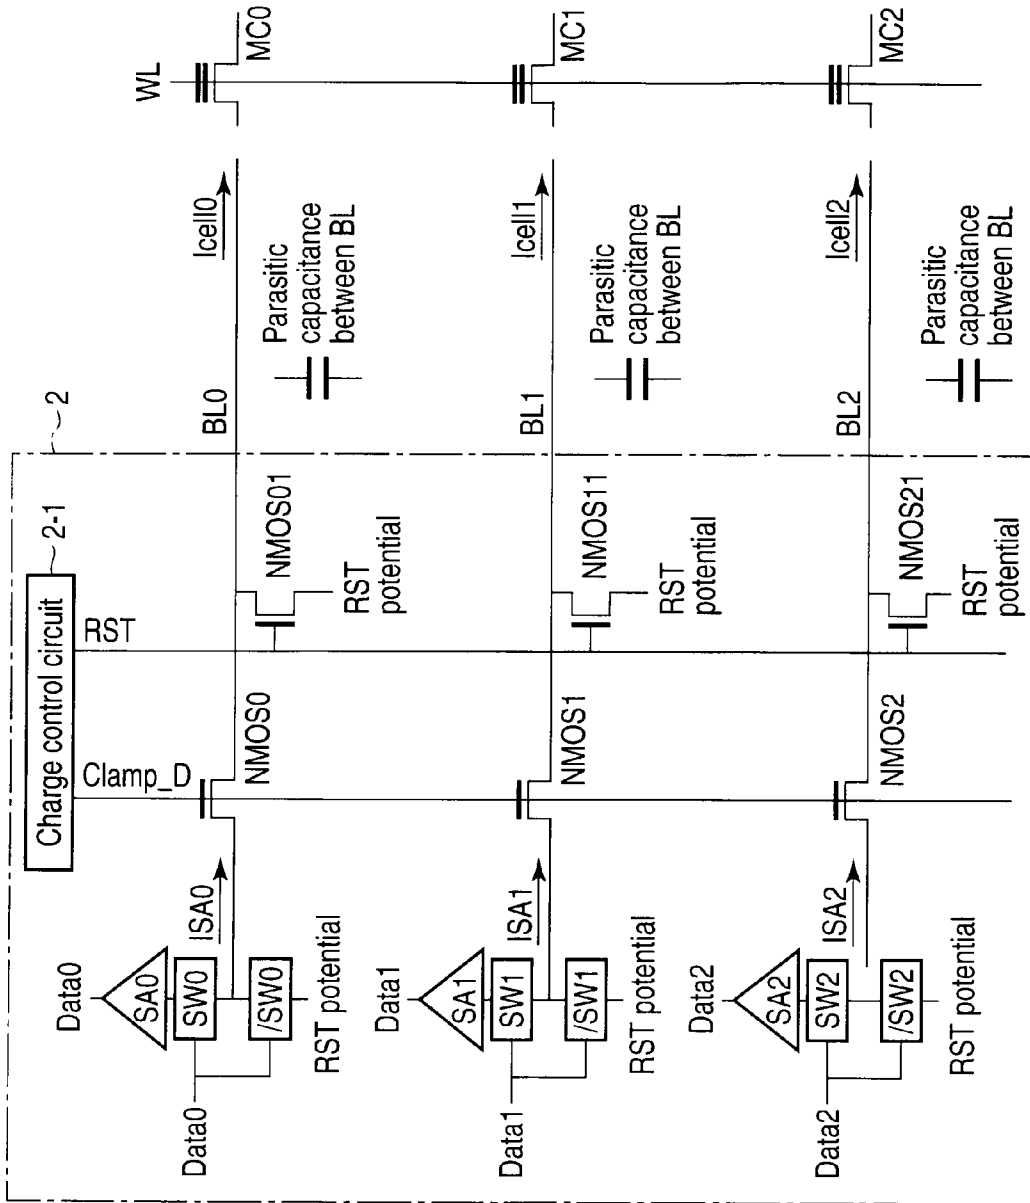 2
Charge control circuit
2-1
Clamp_D
RST
WL
Data0
SA0
SW0
/SW0
Data0
RST potential
ISA0
NMOS0
NMOS01
RST
potential
BL0
Icell0
MC0
Parasitic
capacitance
between BL
Data1
SA1
SW1
/SW1
Data1
RST potential
ISA1
NMOS1
NMOS11
RST
potential
BL1
Icell1
MC1
Parasitic
capacitance
between BL
Data2
SA2
SW2
/SW2
Data2
RST potential
ISA2
NMOS2
NMOS21
RST
potential
BL2
Icell2
MC2
Parasitic
capacitance
between BL